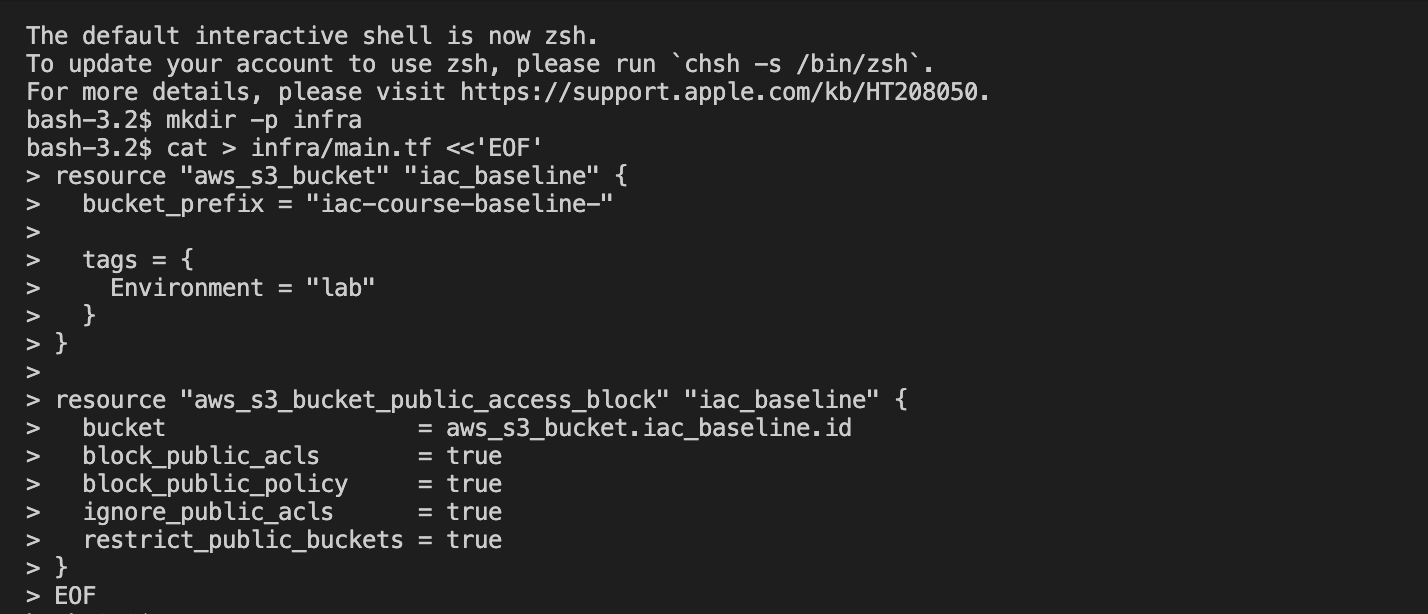 The default interactive shell is now zsh.
To update your account to use zsh, please run `chsh -s /bin/zsh`.
For more details, please visit https://support.apple.com/kb/HT208050.
bash-3.2$ mkdir -p infra
bash-3.2$ cat > infra/main.tf <<'EOF'
> resource "aws_s3_bucket" "iac_baseline" {
>   bucket_prefix = "iac-course-baseline-"
>
>   tags = {
>     Environment = "lab"
>   }
> }
>
> resource "aws_s3_bucket_public_access_block" "iac_baseline" {
>   bucket                  = aws_s3_bucket.iac_baseline.id
>   block_public_acls       = true
>   block_public_policy     = true
>   ignore_public_acls      = true
>   restrict_public_buckets = true
> }
> EOF